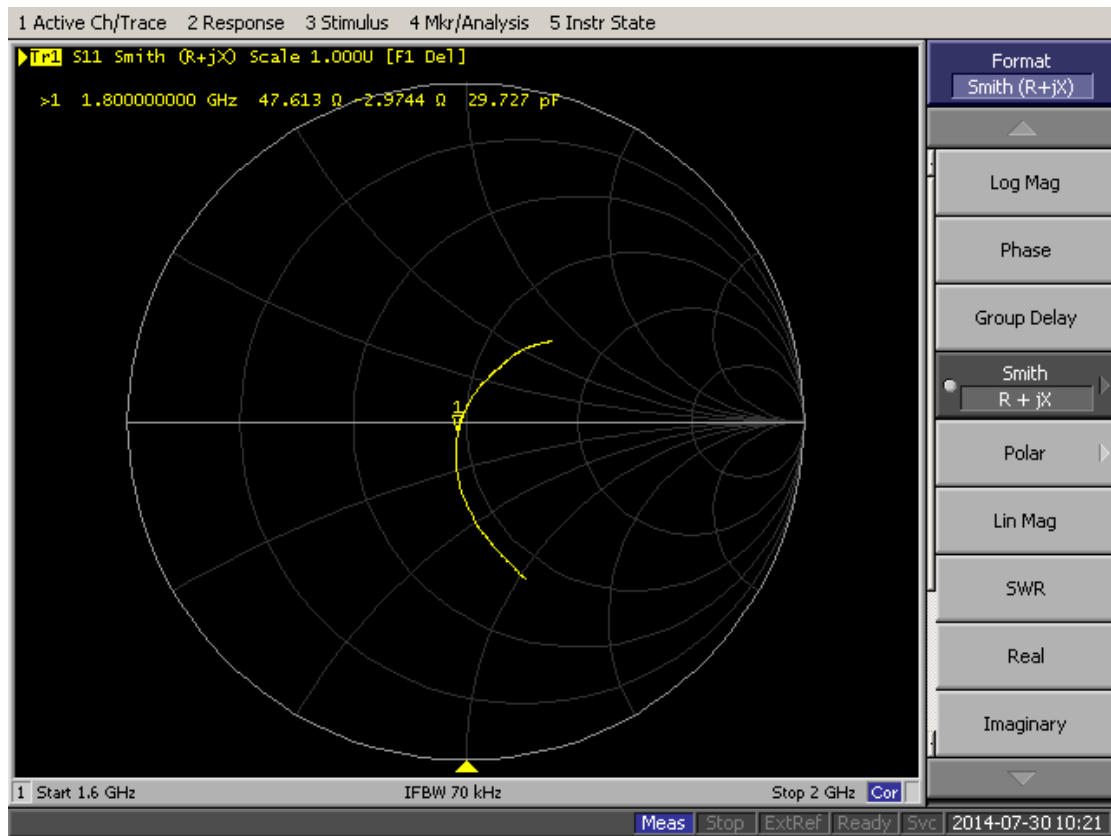 1 Active Ch/Trace 2 Response 3 Stimulus 4 Mkr/Analysis 5 Instr State
Tr1 S11 Smith (R+jX) Scale 1.000U [F1 Del]
>1 1.800000000 GHz 47.613 Ω -2.9744 Ω 29.727 pF
1
Format
Smith (R+jX)
Log Mag
Phase
Group Delay
Smith
R + jX
Polar
Lin Mag
SWR
Real
Imaginary
1 Start 1.6 GHz IFBW 70 kHz Stop 2 GHz Cor
Meas Stop ExtRef Ready Svc 2014-07-30 10:21